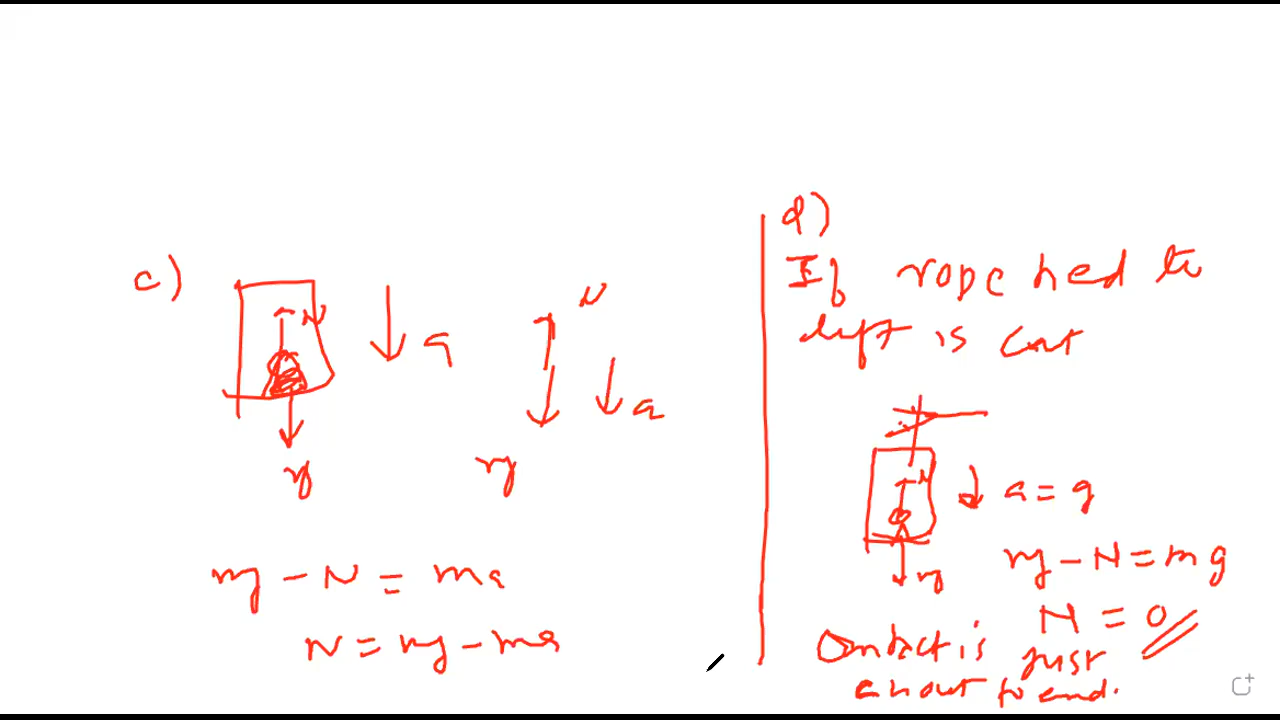 c)
N
a
mg
N
a
mg
mg - N = ma
N = mg - ma
d)
If rope tied to
lift is cut
N
a = g
mg
mg - N = mg
N = 0
Contact is just
about to end.